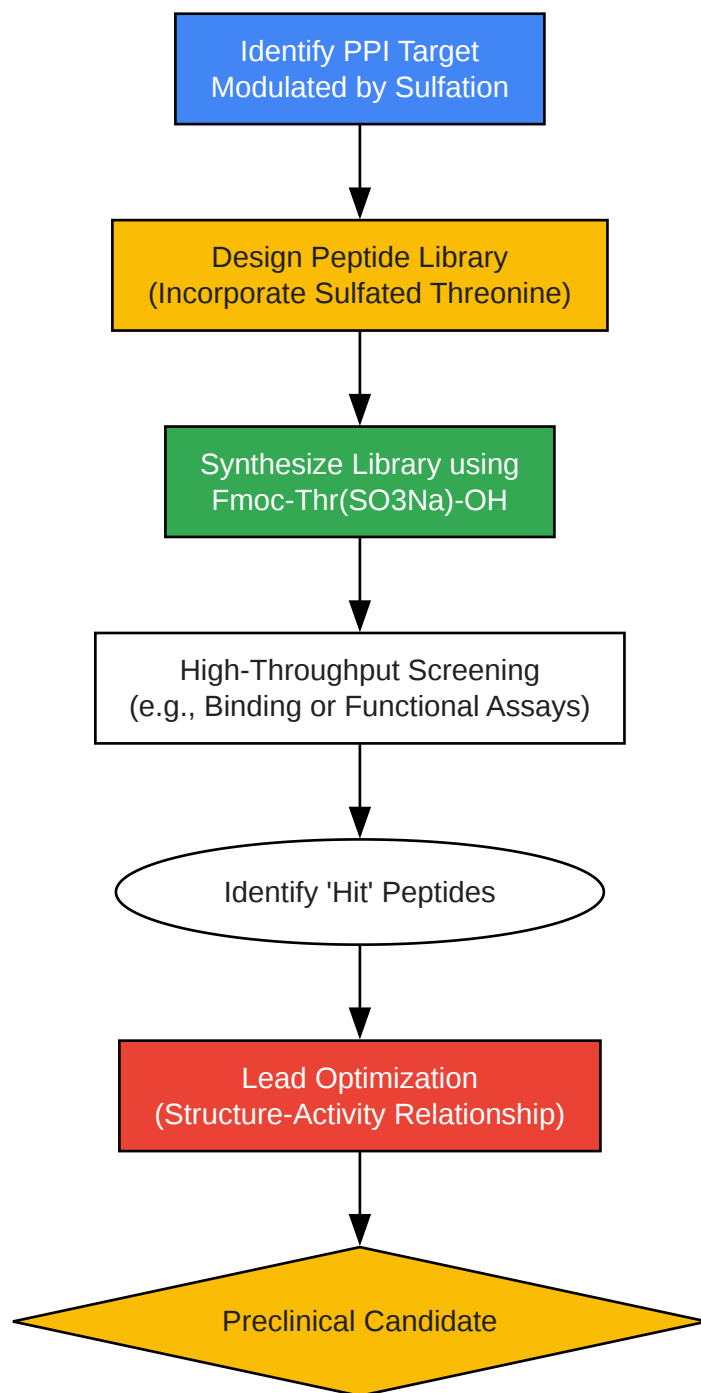 Identify PPI Target
Modulated by Sulfation
Design Peptide Library
(Incorporate Sulfated Threonine)
Synthesize Library using
Fmoc-Thr(SO3Na)-OH
High-Throughput Screening
(e.g., Binding or Functional Assays)
Identify 'Hit' Peptides
Lead Optimization
(Structure-Activity Relationship)
Preclinical Candidate